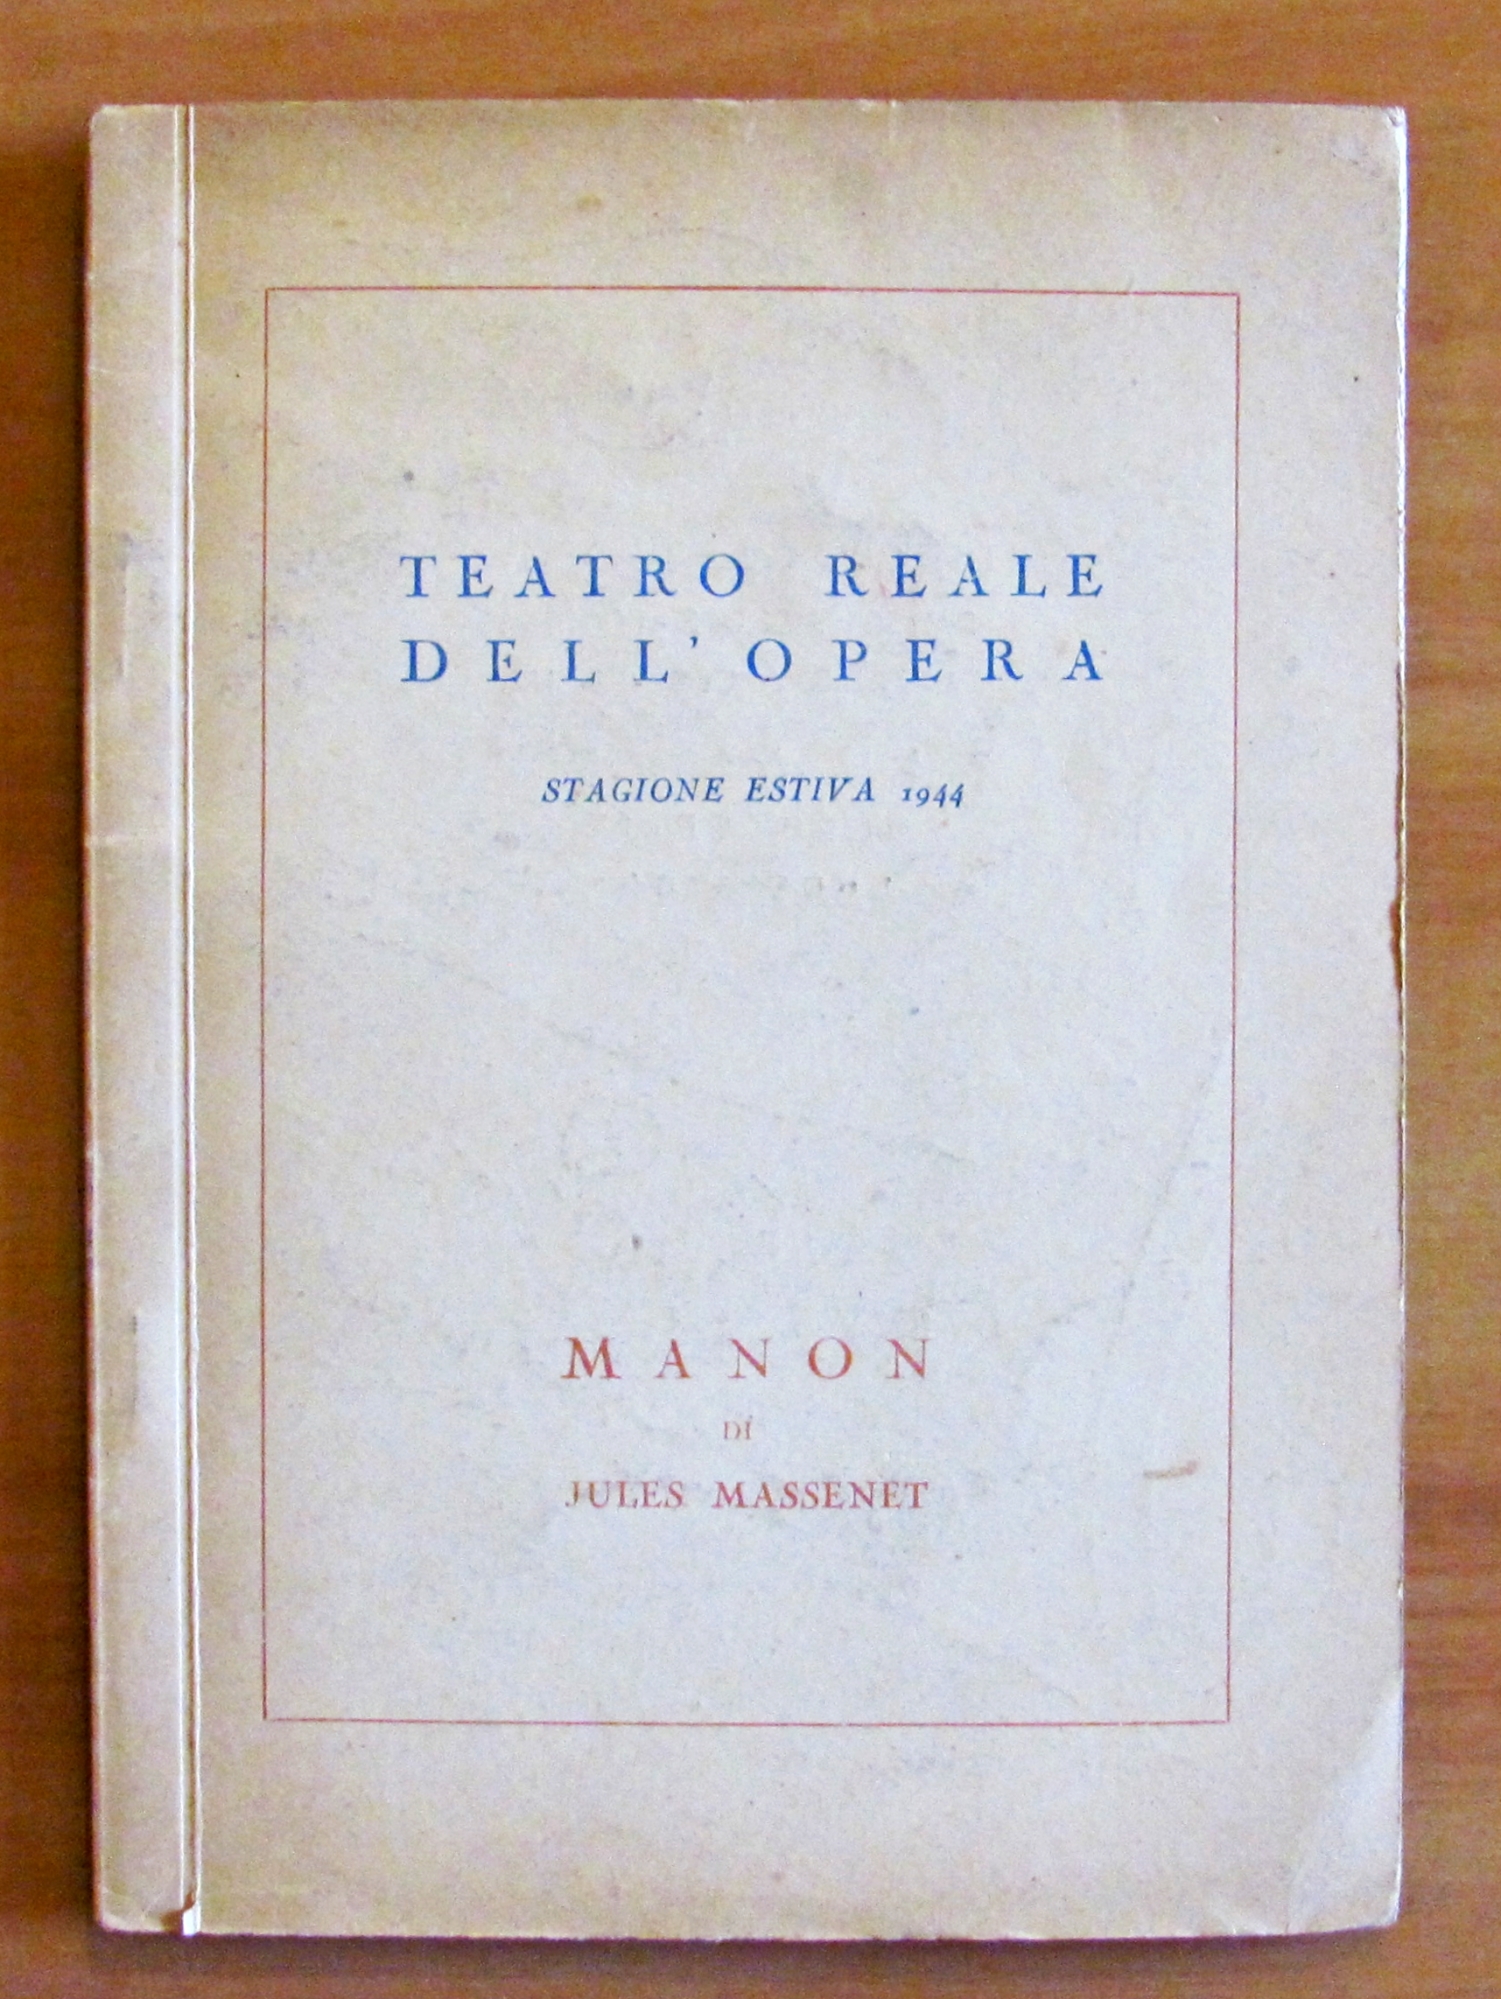 TEATRO REALE
DELL'OPERA
STAGIONE ESTIVA 1944
MANON
DI
JULES MASSENET